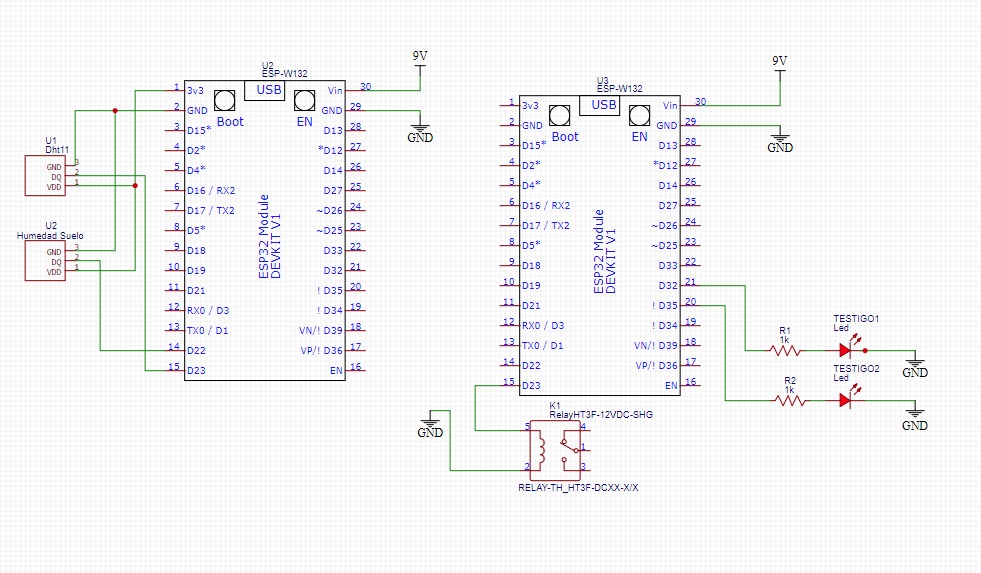 9V
U2
ESP-W132
USB
1 3v3
2 GND
3 D15*
4 D2*
5 D4*
6 D16 / RX2
7 D17 / TX2
8 D5*
9 D18
10 D19
11 D21
12 RX0 / D3
13 TX0 / D1
14 D22
15 D23
Boot
EN
ESP32 Module
DEVKIT V1
Vin 30
GND 29
D13 28
*D12 27
D14 26
D27 25
~D26 24
~D25 23
D33 22
D32 21
! D35 20
! D34 19
VN/! D39 18
VP/! D36 17
EN 16
GND
U1
Dht11
GND 3
DQ 2
VDD 1
U2
Humedad Suelo
GND 3
DQ 2
VDD 1
9V
U3
ESP-W132
USB
1 3v3
2 GND
3 D15*
4 D2*
5 D4*
6 D16 / RX2
7 D17 / TX2
8 D5*
9 D18
10 D19
11 D21
12 RX0 / D3
13 TX0 / D1
14 D22
15 D23
Boot
EN
ESP32 Module
DEVKIT V1
Vin 30
GND 29
D13 28
*D12 27
D14 26
D27 25
~D26 24
~D25 23
D33 22
D32 21
! D35 20
! D34 19
VN/! D39 18
VP/! D36 17
EN 16
GND
R1
1k
TESTIGO1
Led
GND
R2
1k
TESTIGO2
Led
GND
GND
K1
RelayHT3F-12VDC-SHG
5
4
1
2
3
RELAY-TH_HT3F-DCXX-X/X